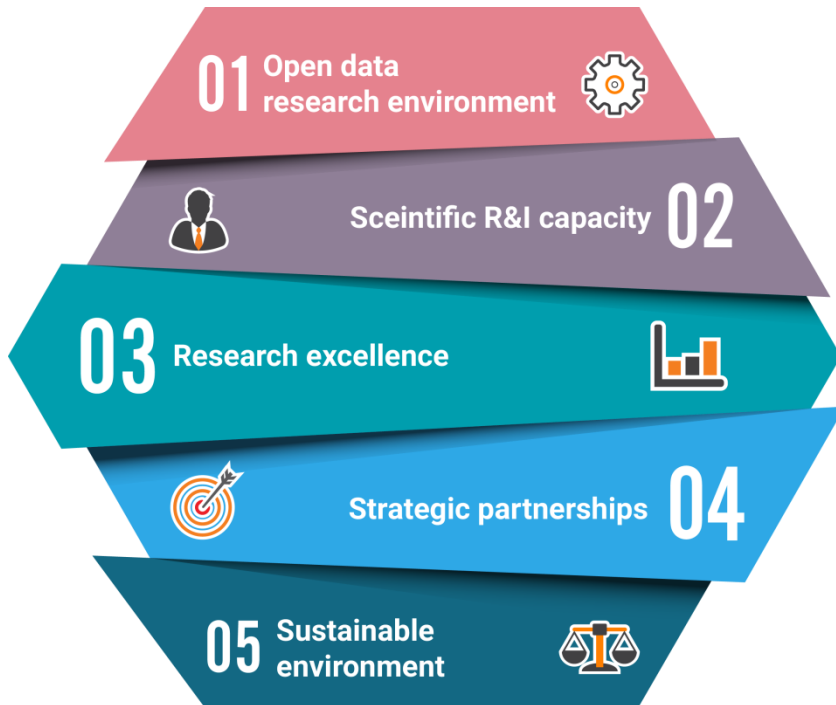 01 Open data
research environment
Sceintific R&I capacity 02
03 Research excellence
Strategic partnerships 04
05 Sustainable
environment